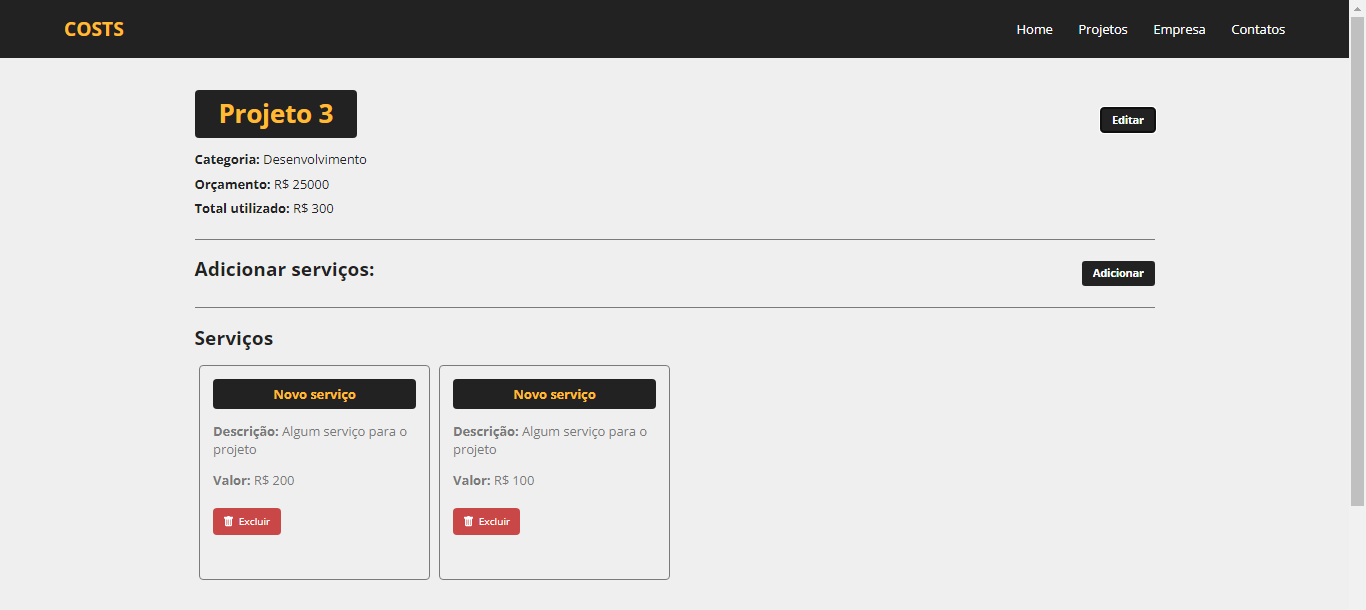 COSTS
Home Projetos Empresa Contatos
Projeto 3
Editar
Categoria: Desenvolvimento
Orçamento: R$ 25000
Total utilizado: R$ 300
Adicionar serviços:
Adicionar
Serviços
Novo serviço
Descrição: Algum serviço para o
projeto
Valor: R$ 200
Excluir
Novo serviço
Descrição: Algum serviço para o
projeto
Valor: R$ 100
Excluir